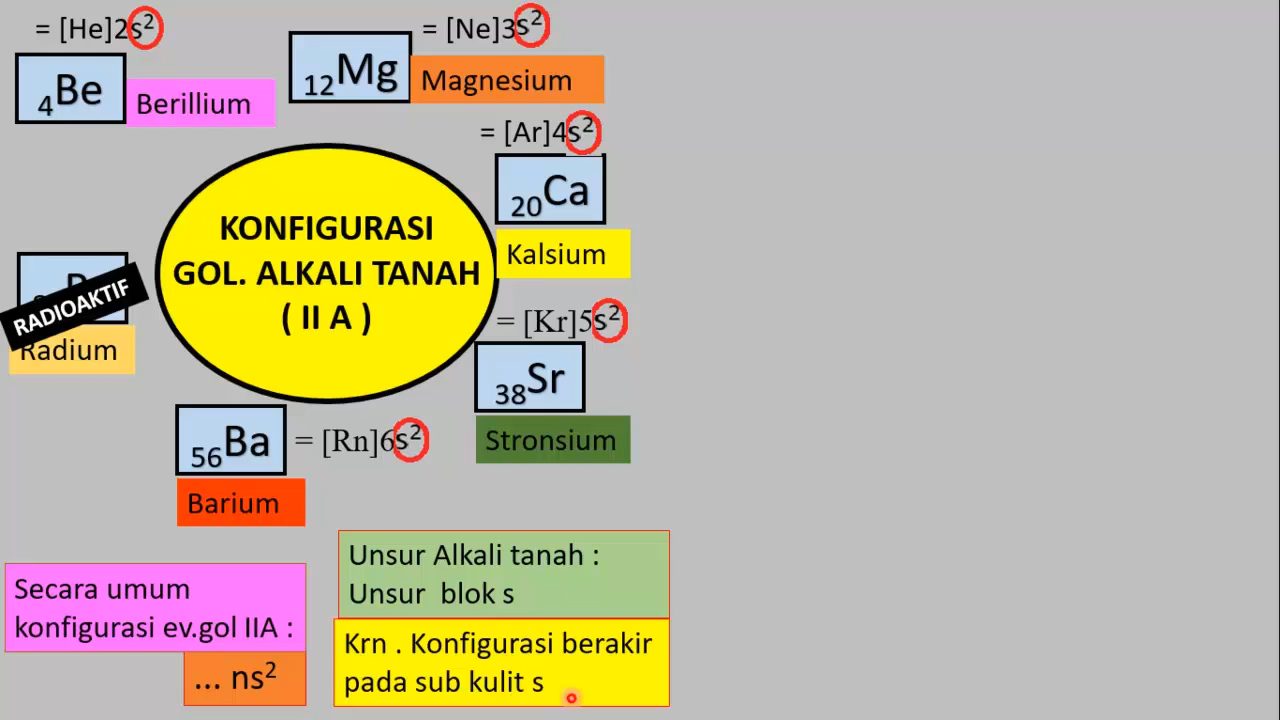 = [He]2s²
₄Be
Berillium
= [Ne]3s²
₁₂Mg
Magnesium
= [Ar]4s²
₂₀Ca
Kalsium
KONFIGURASI
GOL. ALKALI TANAH
( II A )
RADIOAKTIF
Radium
= [Kr]5s²
₃₈Sr
Stronsium
₅₆Ba
= [Rn]6s²
Barium
Secara umum
konfigurasi ev.gol IIA :
... ns²
Unsur Alkali tanah :
Unsur blok s
Krn . Konfigurasi berakir
pada sub kulit s